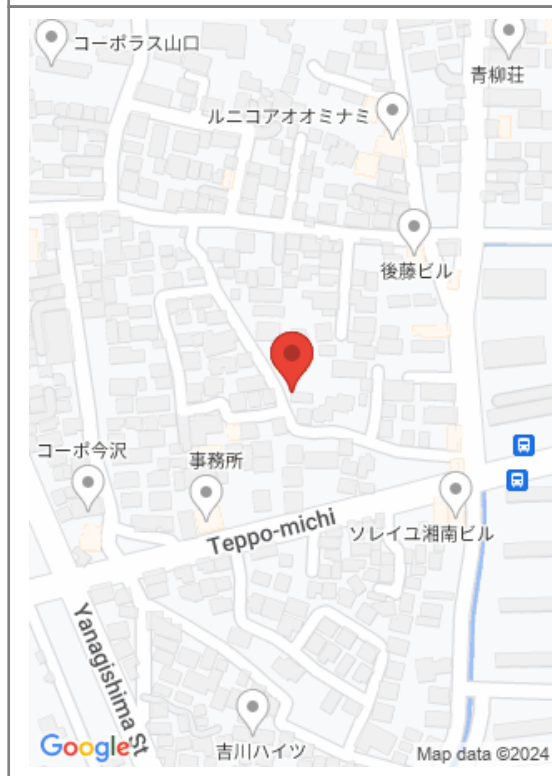 コーポラス山口
青柳荘
ルニコアオオミナミ
後藤ビル
コーポ今沢
事務所
Teppo-michi
ソレイユ湘南ビル
Yanagishima St
吉川ハイツ
Google
Map data ©2024